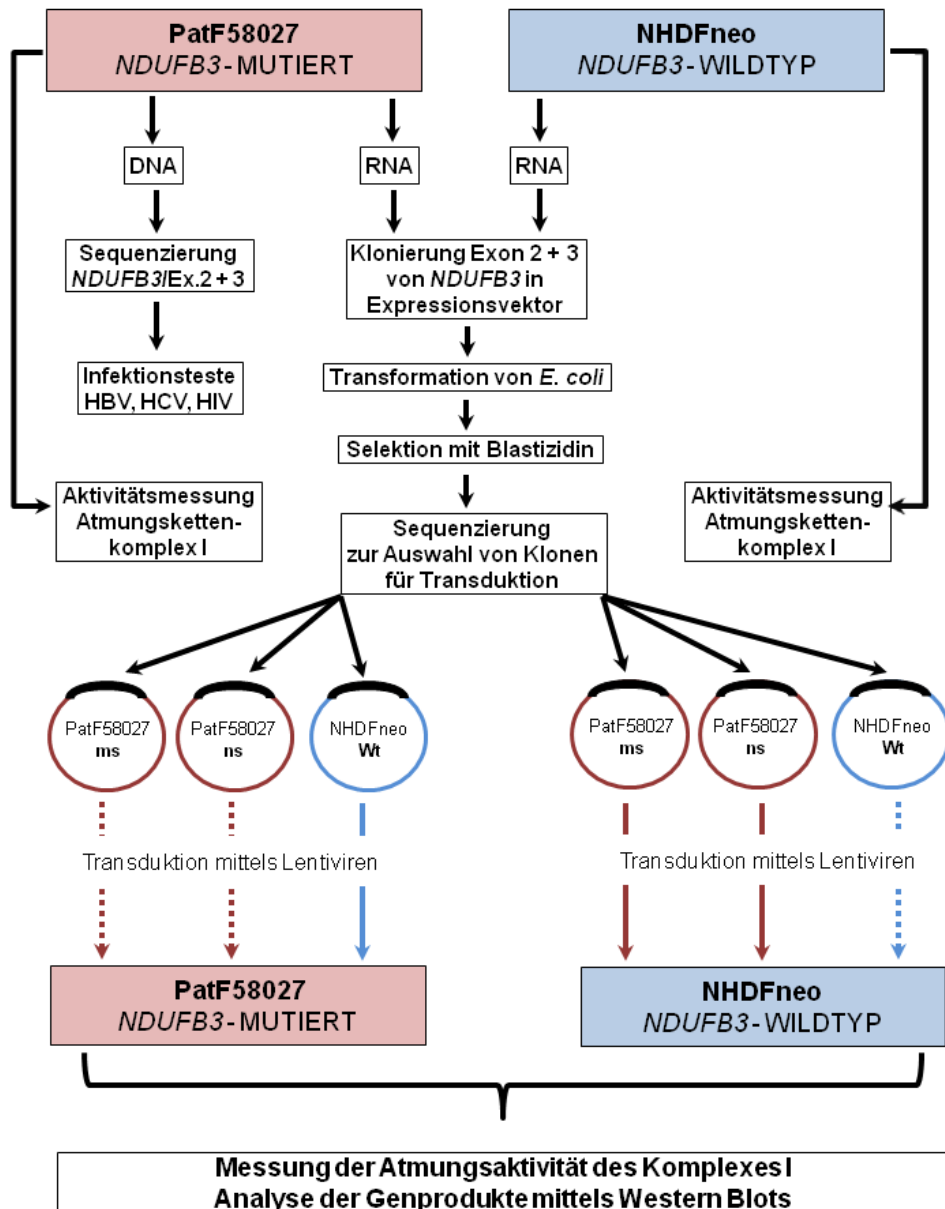 PatF58027
NDUFB3-MUTIERT
NHDFneo
NDUFB3-WILDTYP
DNA
RNA
RNA
Sequenzierung
NDUFB3/Ex.2 + 3
Klonierung Exon 2 + 3
von NDUFB3 in
Expressionsvektor
Infektionsteste
HBV, HCV, HIV
Transformation von E. coli
Selektion mit Blastizidin
Aktivitätsmessung
Atmungsketten-
komplex I
Sequenzierung
zur Auswahl von Klonen
für Transduktion
Aktivitätsmessung
Atmungsketten-
komplex I
PatF58027
ms
PatF58027
ns
NHDFneo
Wt
PatF58027
ms
PatF58027
ns
NHDFneo
Wt
Transduktion mittels Lentiviren
Transduktion mittels Lentiviren
PatF58027
NDUFB3-MUTIERT
NHDFneo
NDUFB3-WILDTYP
Messung der Atmungsaktivität des Komplexes I
Analyse der Genprodukte mittels Western Blots